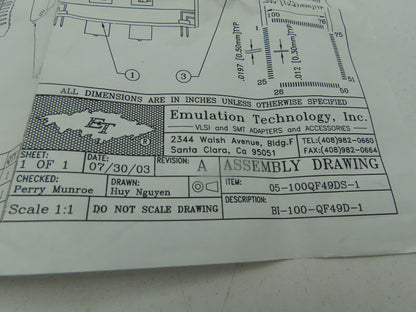 100
76
75
51
26
50
25
.0197 [0.50mm]TYP
.012 [0.30mm]TYP
1
3
ALL DIMENSIONS ARE IN INCHES UNLESS OTHERWISE SPECIFIED
ET
®
Emulation Technology, Inc.
VLSI and SMT ADAPTERS and ACCESSORIES
2344 Walsh Avenue, Bldg.F
TEL:(408)982-0660
Santa Clara, Ca 95051
FAX:(408)982-0664
SHEET:
1 OF 1
DATE:
07/30/03
REVISION:
A
ASSEMBLY DRAWING
CHECKED:
Perry Munroe
DRAWN:
Huy Nguyen
ITEM:
05-100QF49DS-1
Scale 1:1
DO NOT SCALE DRAWING
DESCRIPTION:
BI-100-QF49D-1